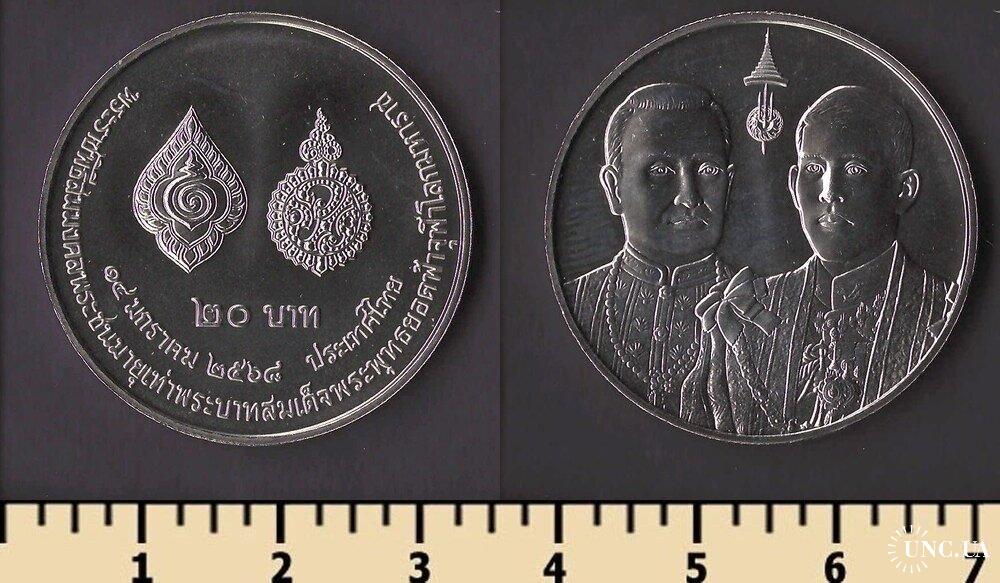 พระราชพิธีสมมงคลพระชนมายุเท่าพระบาทสมเด็จพระพุทธยอดฟ้าจุฬาโลกมหาราช
๒๐ บาท
๑๔ มกราคม ๒๕๖๘ ประเทศไทย
1 2 3 4 5 6 7
UNC.UA